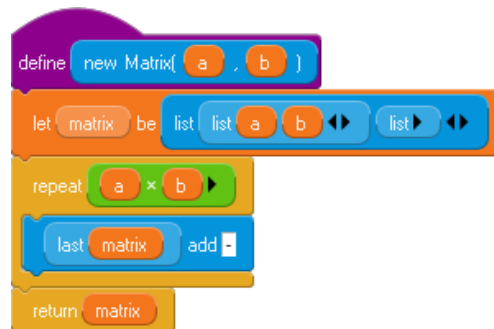 define new Matrix( a , b )
let matrix be list list a b list
repeat a × b
last matrix add -
return matrix